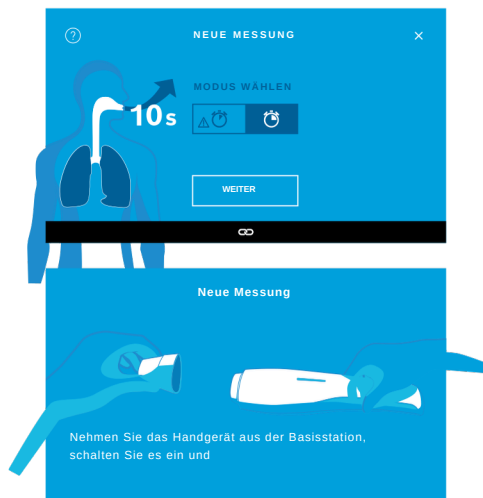 NEUE MESSUNG
MODUS WÄHLEN
10s
WEITER
Neue Messung
Nehmen Sie das Handgerät aus der Basisstation,
schalten Sie es ein und